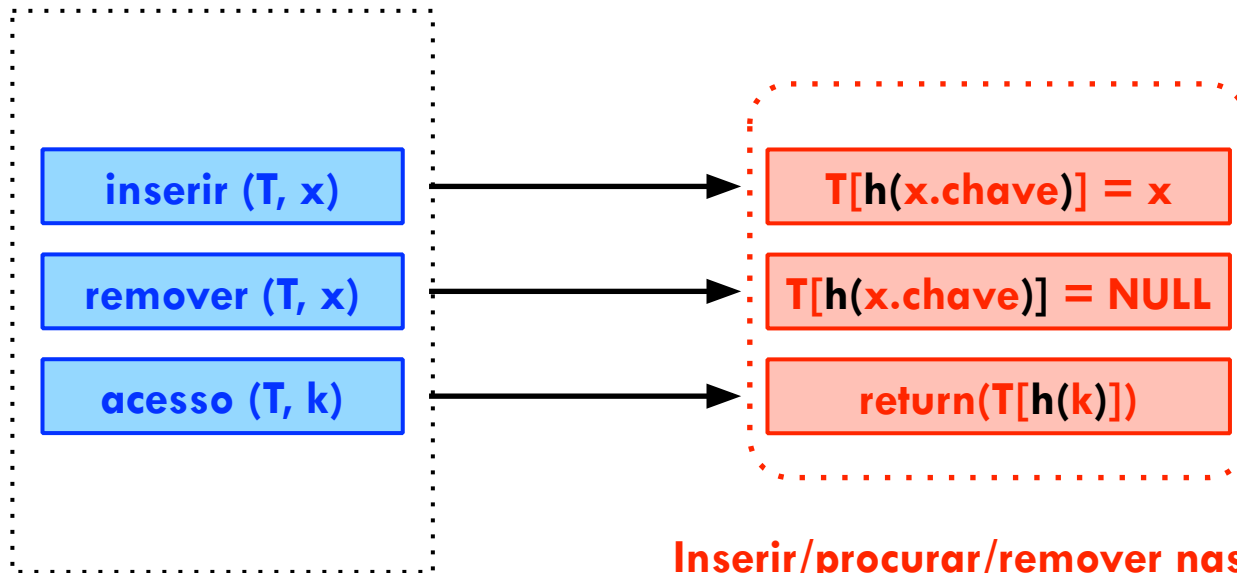 inserir (T, x)
T[h(x.chave)] = x
remover (T, x)
T[h(x.chave)] = NULL
acesso (T, k)
return(T[h(k)])
Inserir/procurar/remover nas